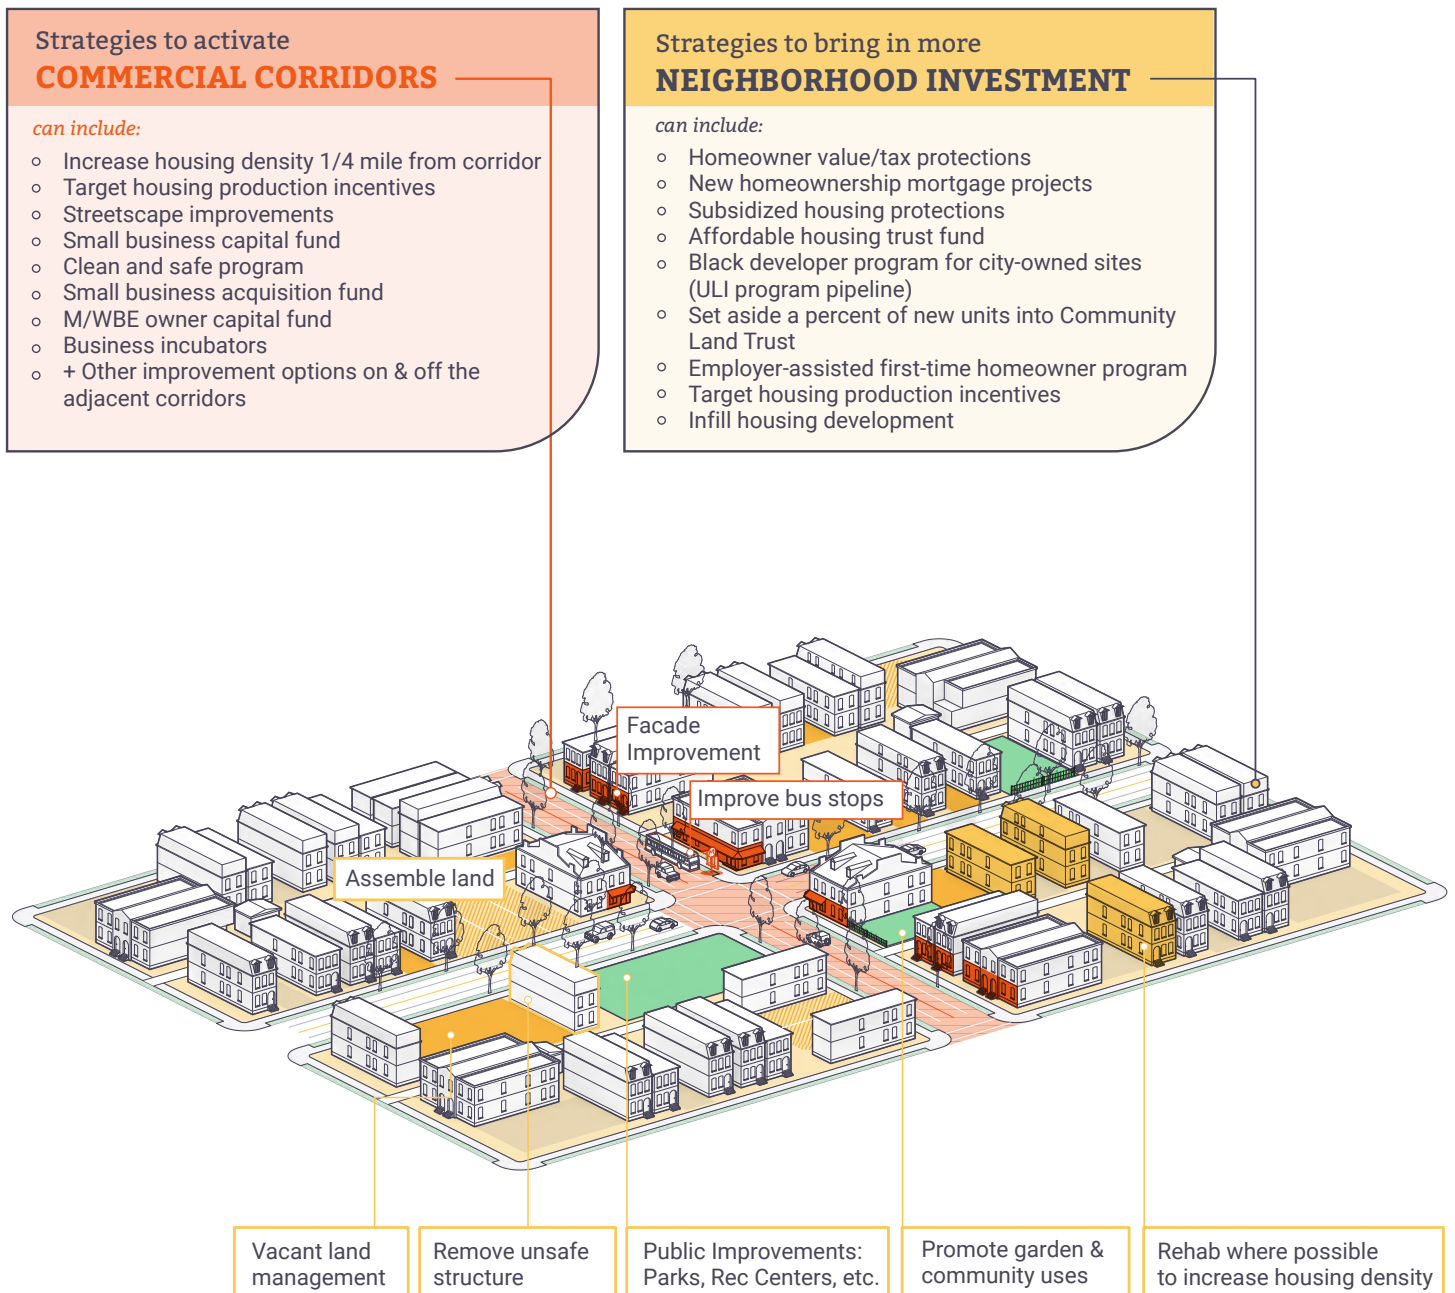 Strategies to activate
COMMERCIAL CORRIDORS
can include:
Increase housing density 1/4 mile from corridor
Target housing production incentives
Streetscape improvements
Small business capital fund
Clean and safe program
Small business acquisition fund
M/WBE owner capital fund
Business incubators
+ Other improvement options on & off the
adjacent corridors
Strategies to bring in more
NEIGHBORHOOD INVESTMENT
can include:
Homeowner value/tax protections
New homeownership mortgage projects
Subsidized housing protections
Affordable housing trust fund
Black developer program for city-owned sites
(ULI program pipeline)
Set aside a percent of new units into Community
Land Trust
Employer-assisted first-time homeowner program
Target housing production incentives
Infill housing development
Facade
Improvement
Improve bus stops
Assemble land
Vacant land
management
Remove unsafe
structure
Public Improvements:
Parks, Rec Centers, etc.
Promote garden &
community uses
Rehab where possible
to increase housing density